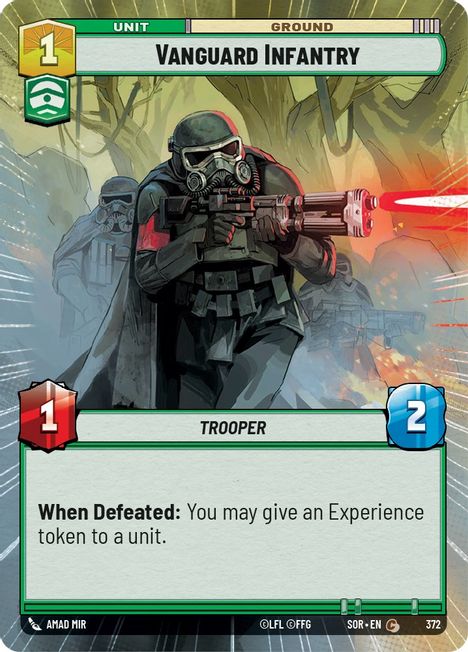 UNIT GROUND
1 VANGUARD INFANTRY
1 TROOPER 2
When Defeated: You may give an Experience
token to a unit.
AMAD MIR ©LFL ©FFG SOR • EN C 372